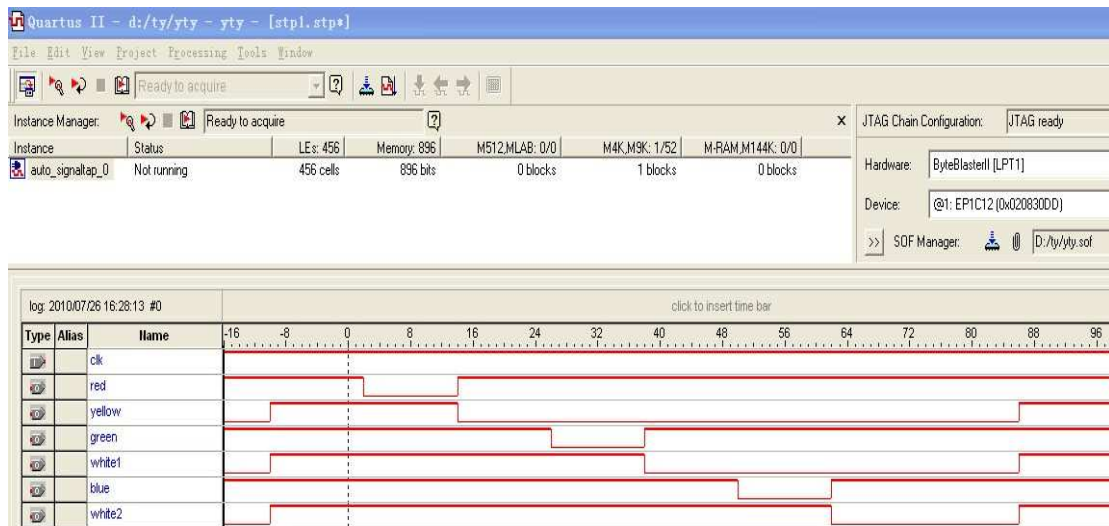 Quartus II - d:/ty/yty - yty - [stp1.stp*]
File Edit View Project Processing Tools Window
Ready to acquire
Instance Manager: Ready to acquire x JTAG Chain Configuration: JTAG ready
Instance Status LEs: 456 Memory: 896 M512,MLAB: 0/0 M4K,M9K: 1/52 M-RAM,M144K: 0/0
auto_signaltap_0 Not running 456 cells 896 bits 0 blocks 1 blocks 0 blocks
Hardware: ByteBlasterII [LPT1]
Device: @1: EP1C12 (0x020830DD)
>> SOF Manager: D:/ty/yty.sof
log: 2010/07/26 16:28:13 #0 click to insert time bar
Type Alias Name -16 -8 0 8 16 24 32 40 48 56 64 72 80 88 96
clk
red
yellow
green
white1
blue
white2